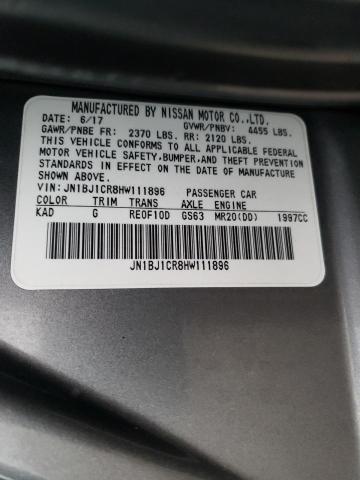 MANUFACTURED BY NISSAN MOTOR CO.,LTD.
DATE: 6/17 GVWR/PNBV: 4455 LBS.
GAWR/PNBE FR: 2370 LBS. RR: 2120 LBS.
THIS VEHICLE CONFORMS TO ALL APPLICABLE FEDERAL
MOTOR VEHICLE SAFETY, BUMPER, AND THEFT PREVENTION
STANDARDS IN EFFECT ON THE DATE OF MANUFACTURE
SHOWN ABOVE.
VIN: JN1BJ1CR8HW111896 PASSENGER CAR
COLOR TRIM TRANS AXLE ENGINE
KAD G RE0F10D GS63 MR20(DD) 1997CC
JN1BJ1CR8HW111896